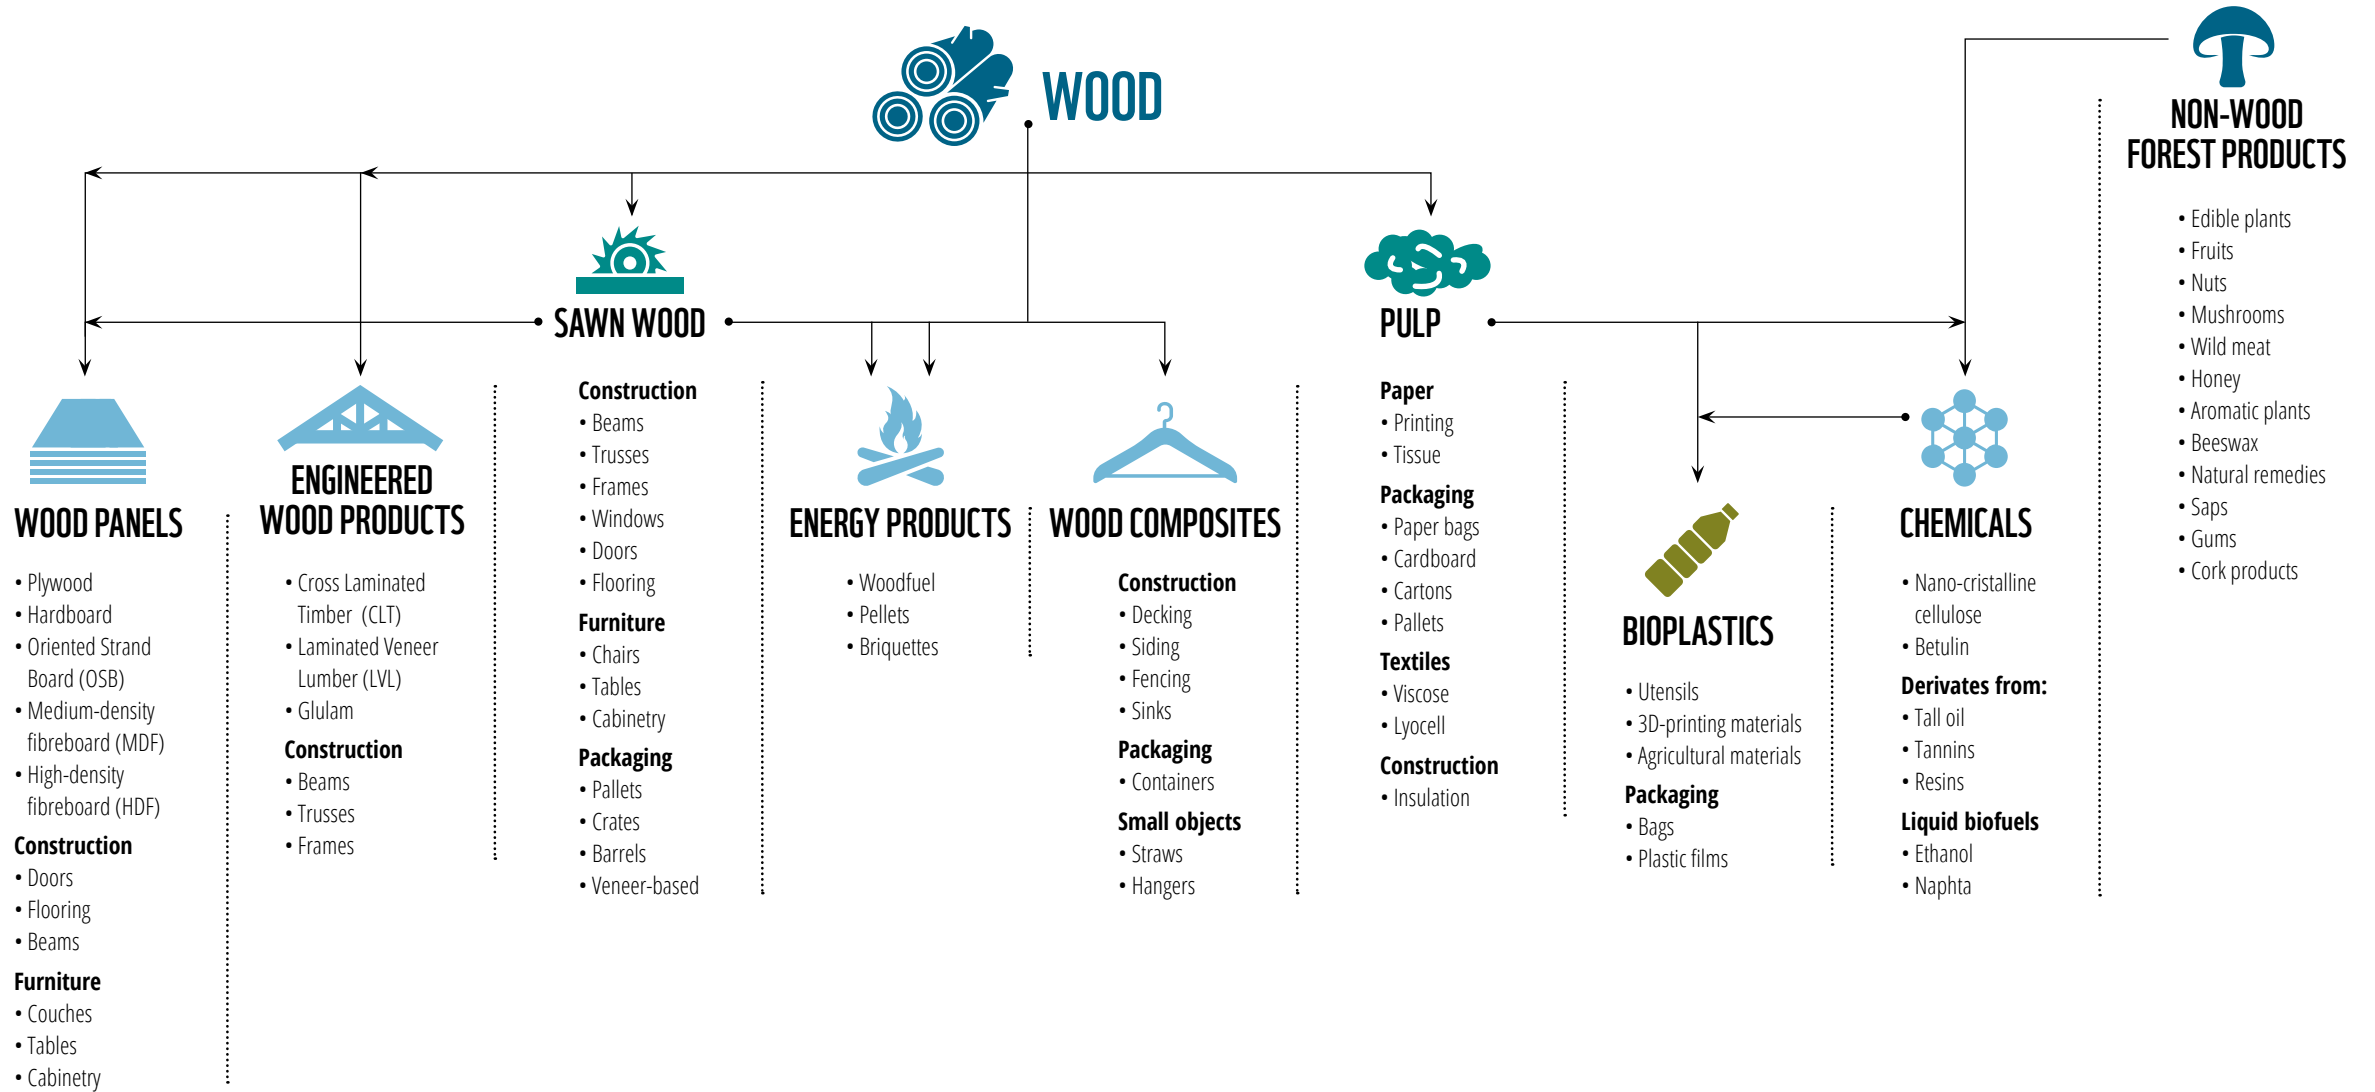 WOOD
NON-WOOD
FOREST PRODUCTS
• Edible plants
• Fruits
• Nuts
• Mushrooms
• Wild meat
• Honey
• Aromatic plants
• Beeswax
• Natural remedies
• Saps
• Gums
• Cork products
SAWN WOOD
Construction
• Beams
• Trusses
• Frames
• Windows
• Doors
• Flooring
Furniture
• Chairs
• Tables
• Cabinetry
Packaging
• Pallets
• Crates
• Barrels
• Veneer-based
PULP
Paper
• Printing
• Tissue
Packaging
• Paper bags
• Cardboard
• Cartons
• Pallets
Textiles
• Viscose
• Lyocell
Construction
• Insulation
WOOD PANELS
• Plywood
• Hardboard
• Oriented Strand
Board (OSB)
• Medium-density
fibreboard (MDF)
• High-density
fibreboard (HDF)
Construction
• Doors
• Flooring
• Beams
Furniture
• Couches
• Tables
• Cabinetry
ENGINEERED
WOOD PRODUCTS
• Cross Laminated
Timber (CLT)
• Laminated Veneer
Lumber (LVL)
• Glulam
Construction
• Beams
• Trusses
• Frames
ENERGY PRODUCTS
• Woodfuel
• Pellets
• Briquettes
WOOD COMPOSITES
Construction
• Decking
• Siding
• Fencing
• Sinks
Packaging
• Containers
Small objects
• Straws
• Hangers
BIOPLASTICS
• Utensils
• 3D-printing materials
• Agricultural materials
Packaging
• Bags
• Plastic films
CHEMICALS
• Nano-cristalline
cellulose
• Betulin
Derivates from:
• Tall oil
• Tannins
• Resins
Liquid biofuels
• Ethanol
• Naphta